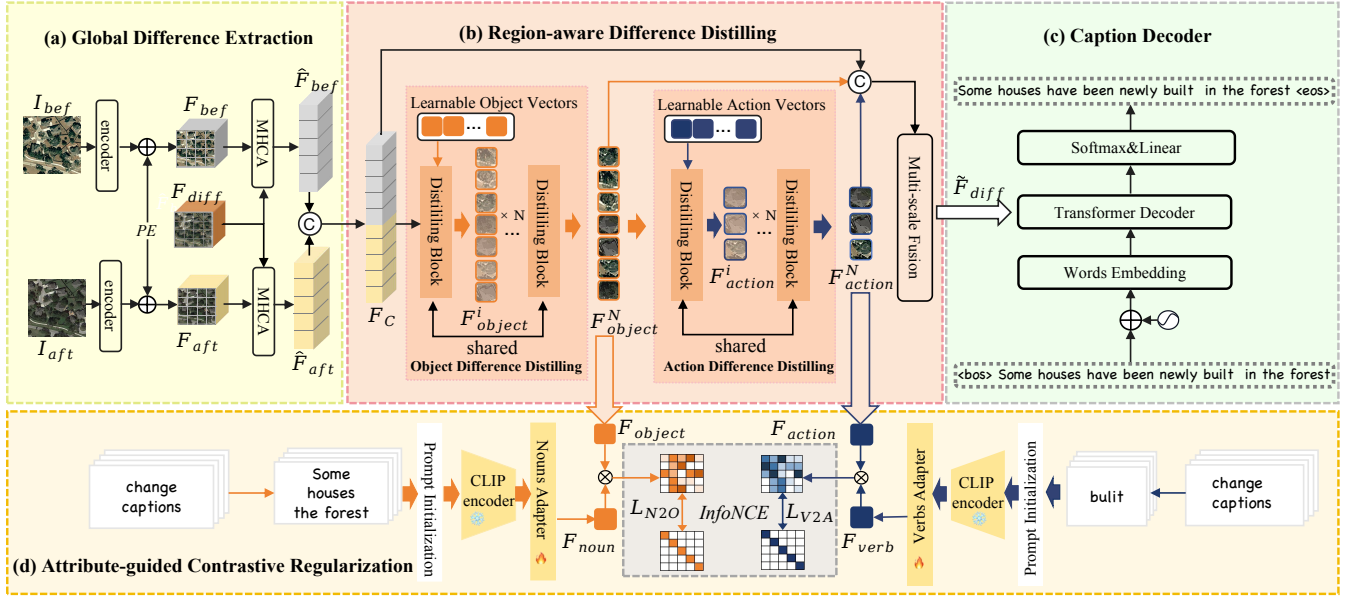 (a) Global Difference Extraction
I_bef
encoder
F_bef
MHCA
F̂_bef
F_diff
PE
C
I_aft
encoder
F_aft
MHCA
F̂_aft
(b) Region-aware Difference Distilling
F_C
Learnable Object Vectors
...
Distiliing Block
× N
...
Distiliing Block
F^i_object
shared
Object Difference Distilling
F^N_object
Learnable Action Vectors
...
Distiliing Block
× N
...
Distiliing Block
F^i_action
shared
Action Difference Distilling
F^N_action
C
Multi-scale Fusion
F̃_diff
(c) Caption Decoder
Some houses have been newly built in the forest <eos>
Softmax&Linear
Transformer Decoder
Words Embedding
<bos> Some houses have been newly built in the forest
change
captions
Some
houses
the forest
Prompt Initialization
CLIP
encoder
Nouns Adapter
F_object
F_noun
L_N2O
InfoNCE
L_V2A
F_action
F_verb
Verbs Adapter
CLIP
encoder
Prompt Initialization
bulit
change
captions
(d) Attribute-guided Contrastive Regularization